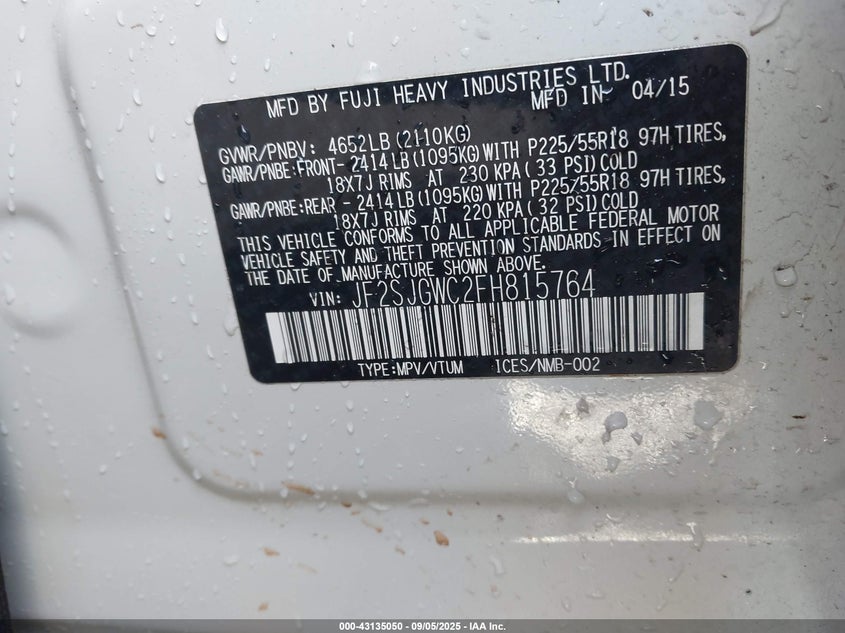 MFD BY FUJI HEAVY INDUSTRIES LTD.
MFD IN 04/15
GVWR/PNBV: 4652LB(2110KG)
GAWR/PNBE:FRONT- 2414LB(1095KG)WITH P225/55R18 97H TIRES,
18X7J RIMS AT 230 KPA(33 PSI)COLD
GAWR/PNBE:REAR - 2414LB(1095KG)WITH P225/55R18 97H TIRES,
18X7J RIMS AT 220 KPA(32 PSI)COLD
THIS VEHICLE CONFORMS TO ALL APPLICABLE FEDERAL MOTOR
VEHICLE SAFETY AND THEFT PREVENTION STANDARDS IN EFFECT ON
THE DATE OF MANUFACTURE SHOWN ABOVE.
VIN: JF2SJGWC2FH815764
TYPE:MPV/VTUM ICES/NMB-002
000-43135050 - 09/05/2025 - IAA Inc.